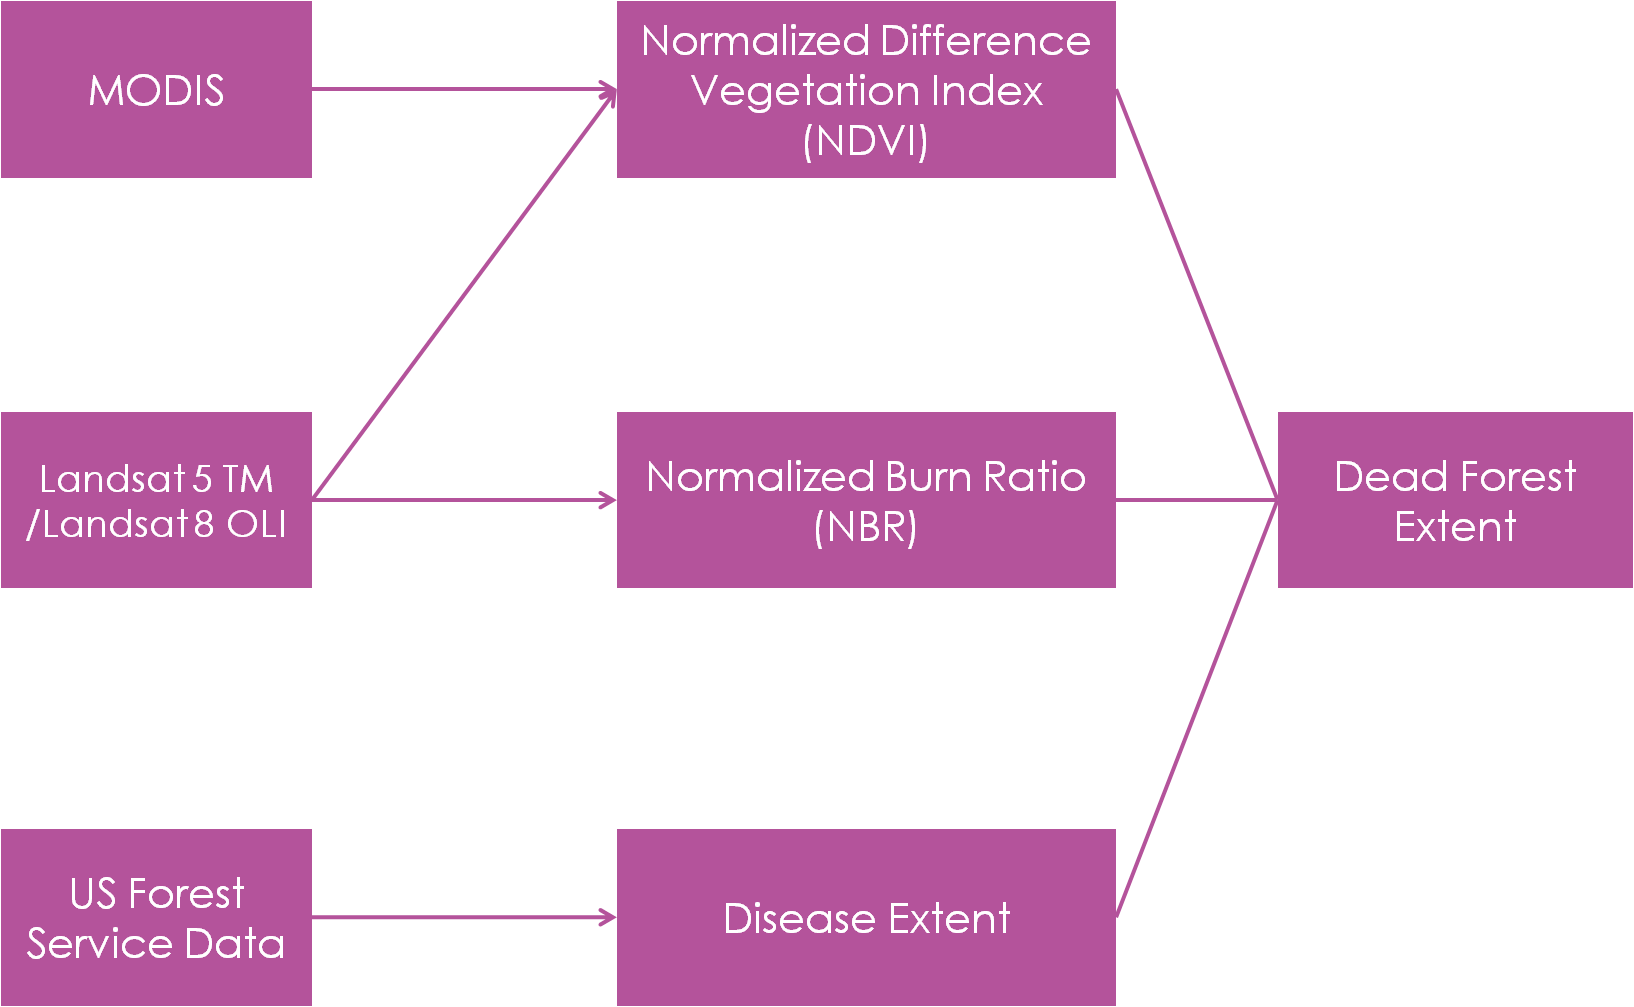 MODIS
Normalized Difference
Vegetation Index
(NDVI)
Landsat 5 TM
/Landsat 8 OLI
Normalized Burn Ratio
(NBR)
Dead Forest
Extent
US Forest
Service Data
Disease Extent